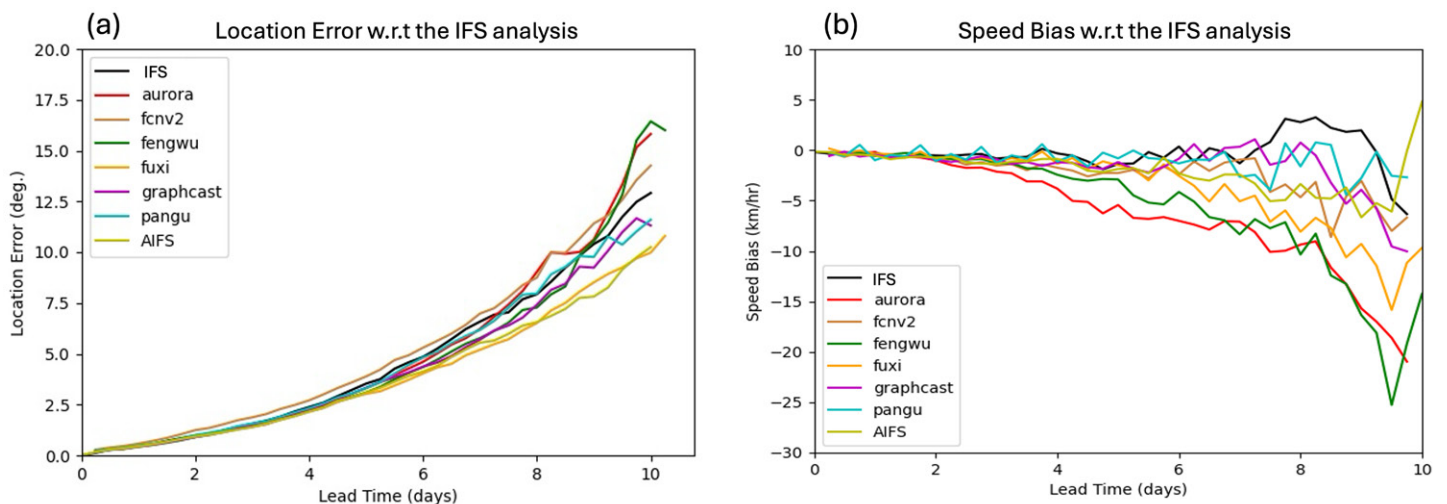 (a)
Location Error w.r.t the IFS analysis
20.0
17.5
15.0
12.5
10.0
7.5
5.0
2.5
0.0
Location Error (deg.)
IFS
aurora
fcnv2
fengwu
fuxi
graphcast
pangu
AIFS
0 2 4 6 8 10
Lead Time (days)
(b)
Speed Bias w.r.t the IFS analysis
10
5
0
−5
−10
−15
−20
−25
−30
Speed Bias (km/hr)
IFS
aurora
fcnv2
fengwu
fuxi
graphcast
pangu
AIFS
0 2 4 6 8 10
Lead Time (days)